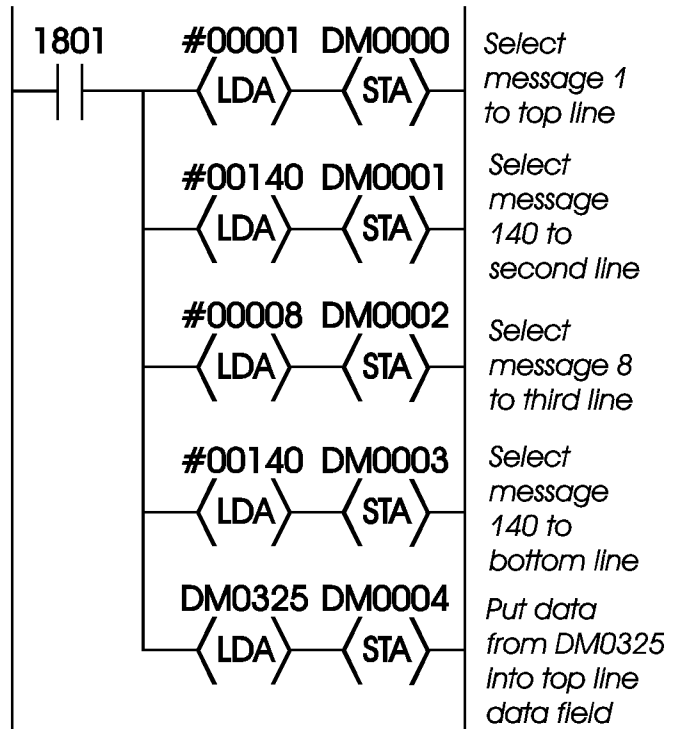 1801 #00001 DM0000
LDA STA
Select
message 1
to top line
#00140 DM0001
LDA STA
Select
message
140 to
second line
#00008 DM0002
LDA STA
Select
message 8
to third line
#00140 DM0003
LDA STA
Select
message
140 to
bottom line
DM0325 DM0004
LDA STA
Put data
from DM0325
into top line
data field